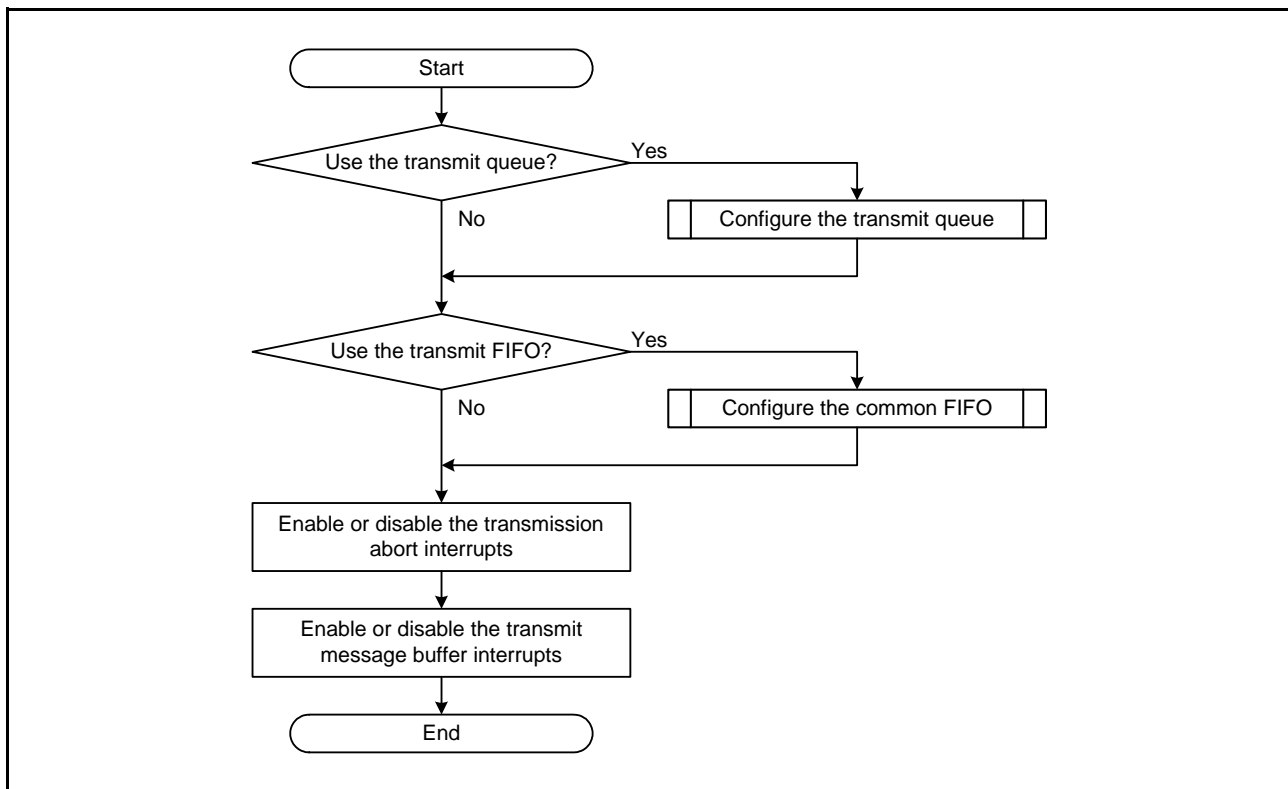 Start
Use the transmit queue?
Yes
No
Configure the transmit queue
Use the transmit FIFO?
Yes
No
Configure the common FIFO
Enable or disable the transmission
abort interrupts
Enable or disable the transmit
message buffer interrupts
End